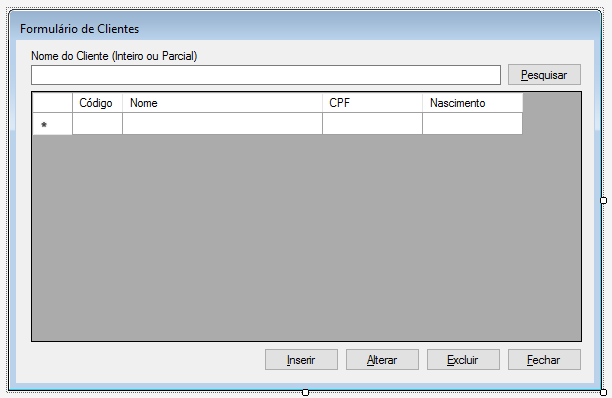 Formulário de Clientes
Nome do Cliente (Inteiro ou Parcial)
Pesquisar
Código Nome CPF Nascimento
*
Inserir Alterar Excluir Fechar